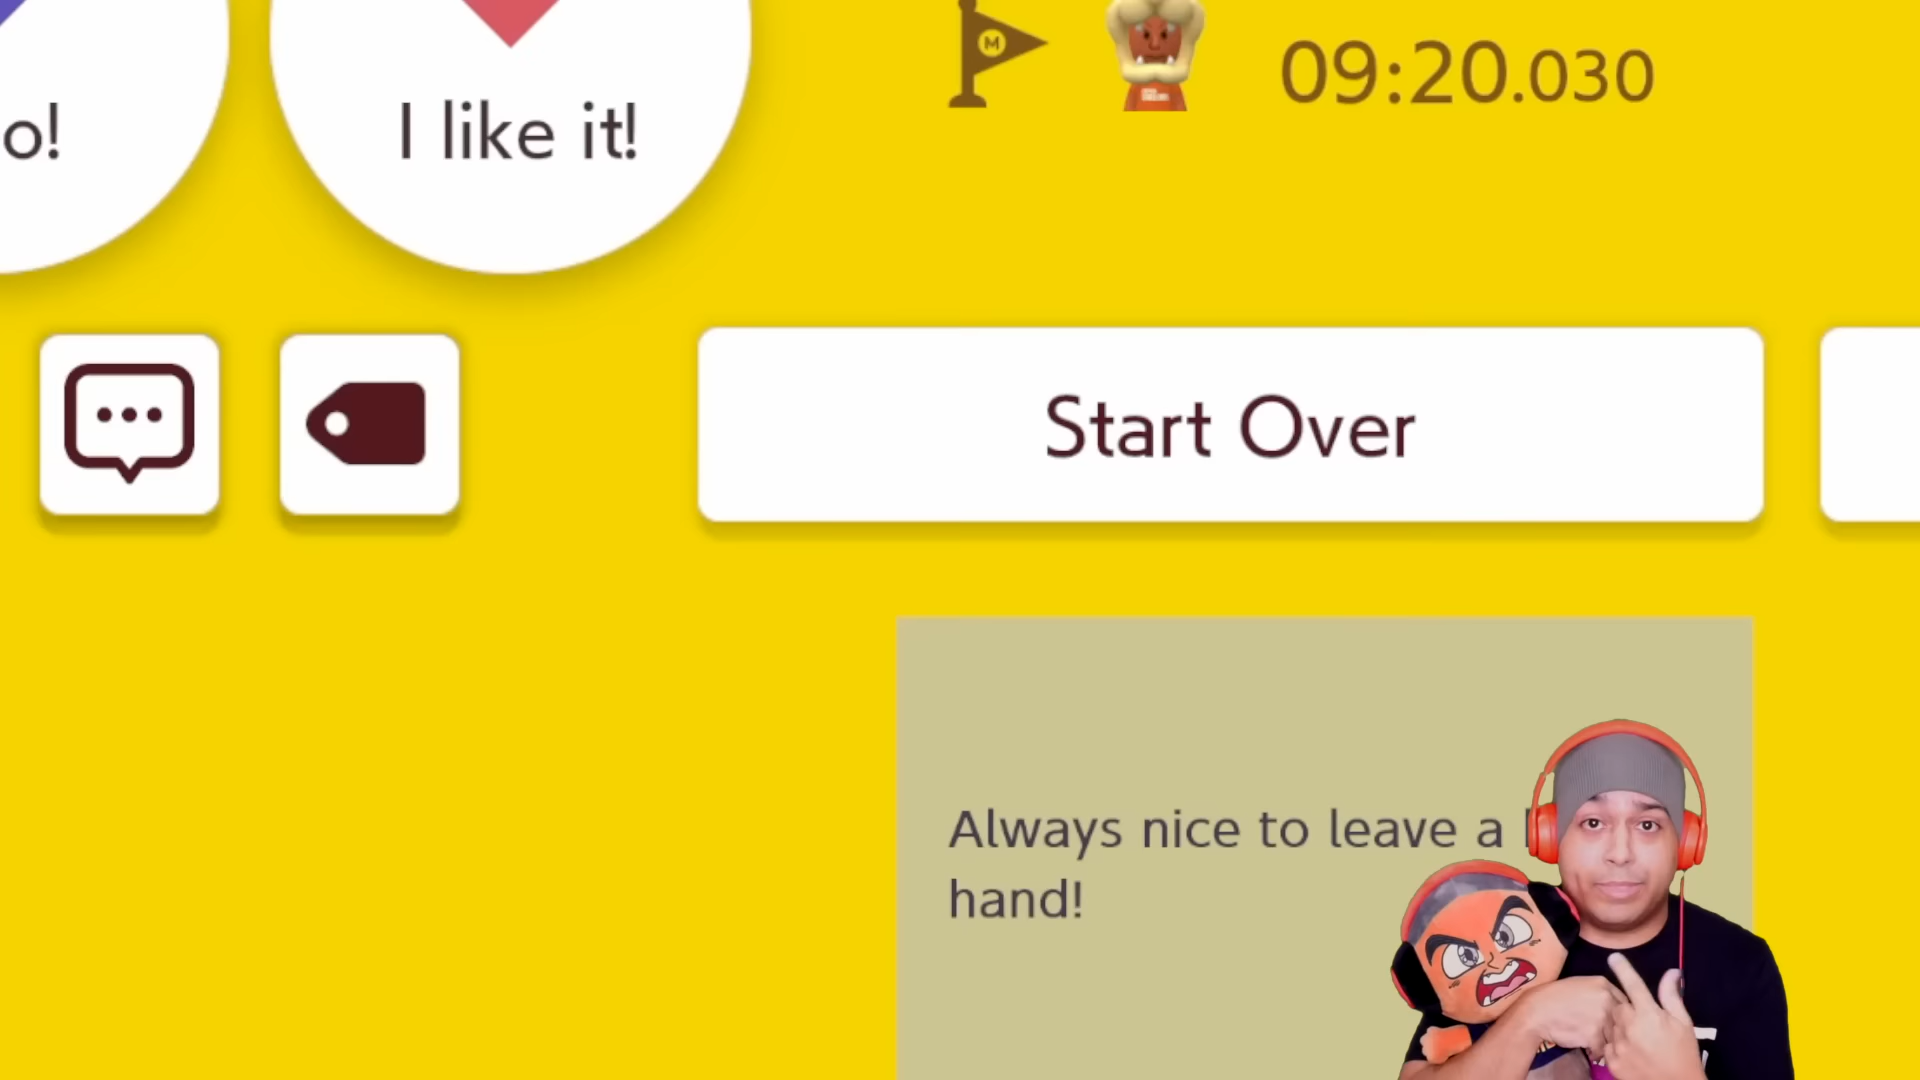 o!
I like it!
M
09:20.030
Start Over
Always nice to leave a
hand!